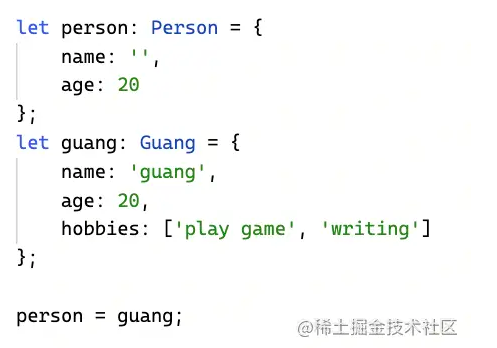 let person: Person = {
    name: '',
    age: 20
};
let guang: Guang = {
    name: 'guang',
    age: 20,
    hobbies: ['play game', 'writing']
};

person = guang;
@稀土掘金技术社区